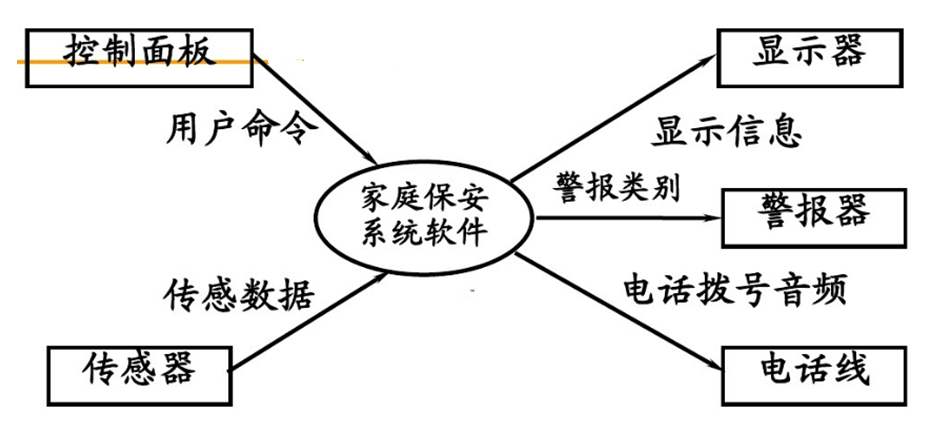 控制面板
显示器
用户命令
显示信息
警报类别
家庭保安
系统软件
警报器
传感数据
电话拨号音频
传感器
电话线